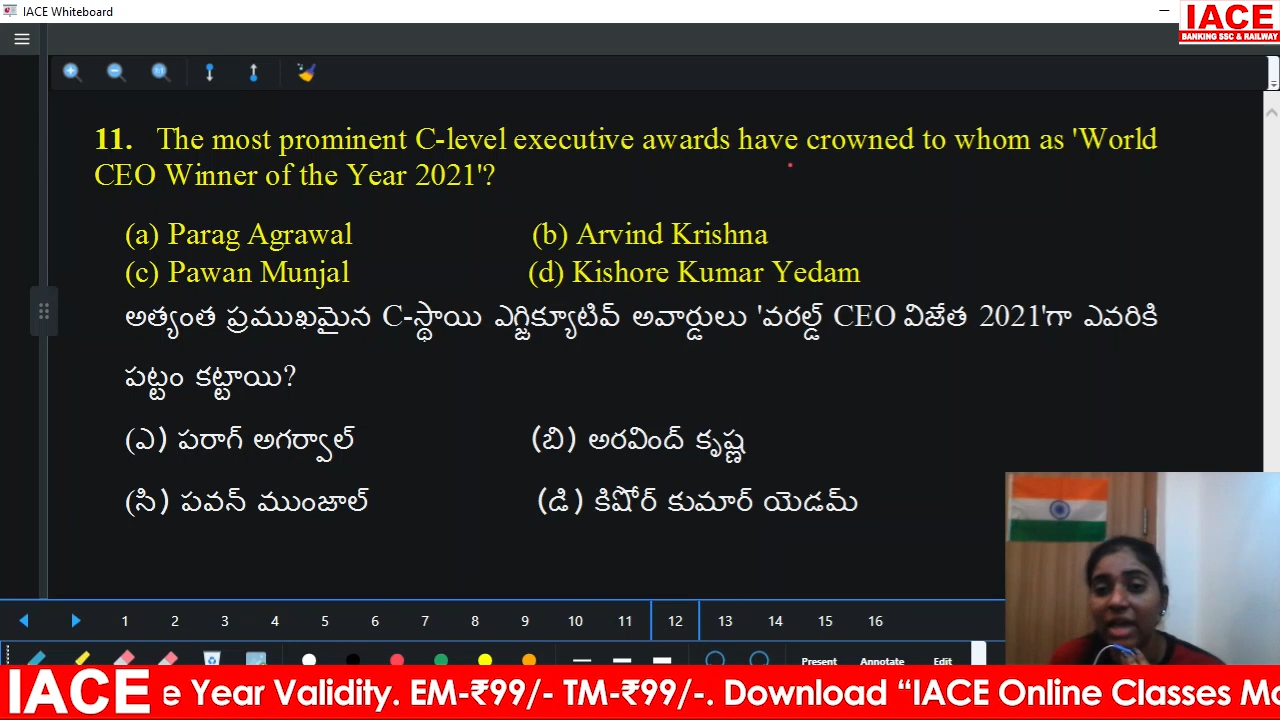 IACE Whiteboard
IACE
BANKING SSC & RAILWAY
11. The most prominent C-level executive awards have crowned to whom as 'World
CEO Winner of the Year 2021'?
(a) Parag Agrawal (b) Arvind Krishna
(c) Pawan Munjal (d) Kishore Kumar Yedam
అత్యంత ప్రముఖమైన C-స్థాయి ఎగ్జిక్యూటివ్ అవార్డులు 'వరల్డ్ CEO విజేత 2021'గా ఎవరికి
పట్టం కట్టాయి?
(ఎ) పరాగ్ అగర్వాల్ (బి) అరవింద్ కృష్ణ
(సి) పవన్ ముంజాల్ (డి) కిషోర్ కుమార్ యెడమ్
1 2 3 4 5 6 7 8 9 10 11 12 13 14 15 16
Present Annotate Edit
IACE e Year Validity. EM-₹99/- TM-₹99/-. Download “IACE Online Classes Mo